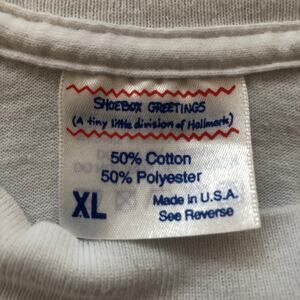 SHOEBOX GREETINGS
(A tiny little division of Hallmark)
50% Cotton
50% Polyester
XL
Made in U.S.A.
See Reverse